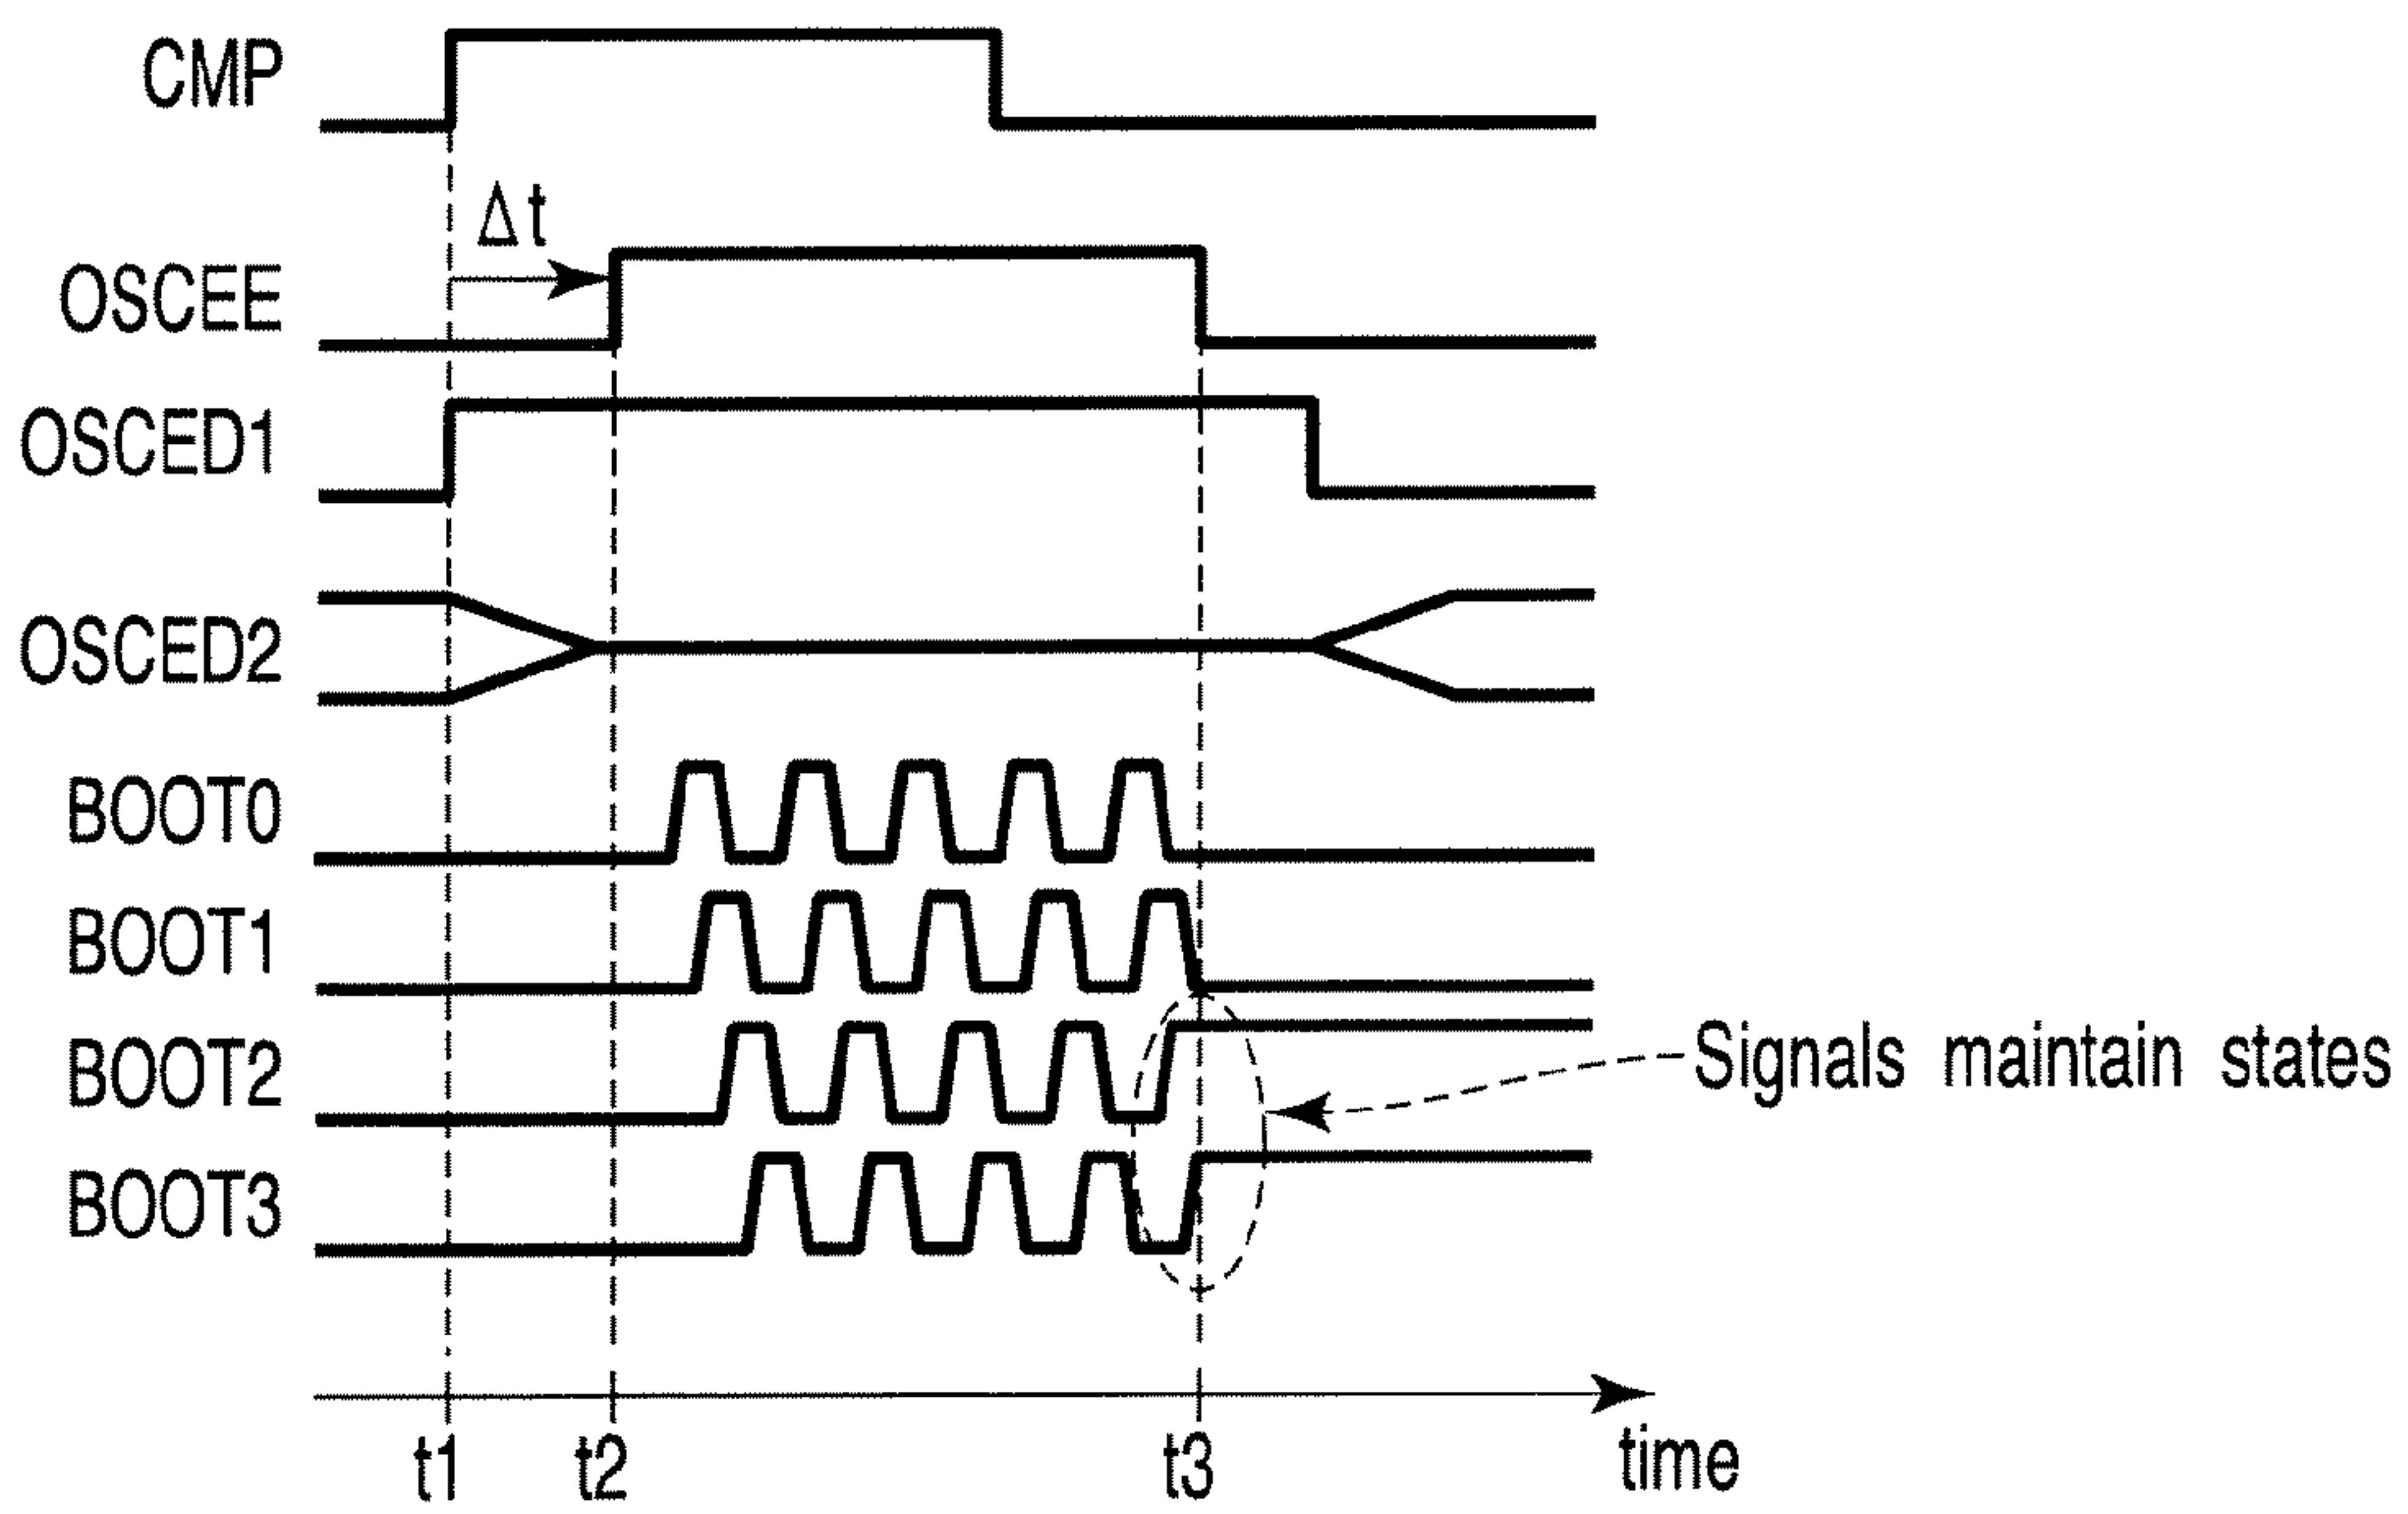 CMP
Δt
OSCEE
OSCED1
OSCED2
BOOT0
BOOT1
BOOT2
Signals maintain states
BOOT3
t1 t2 t3 time